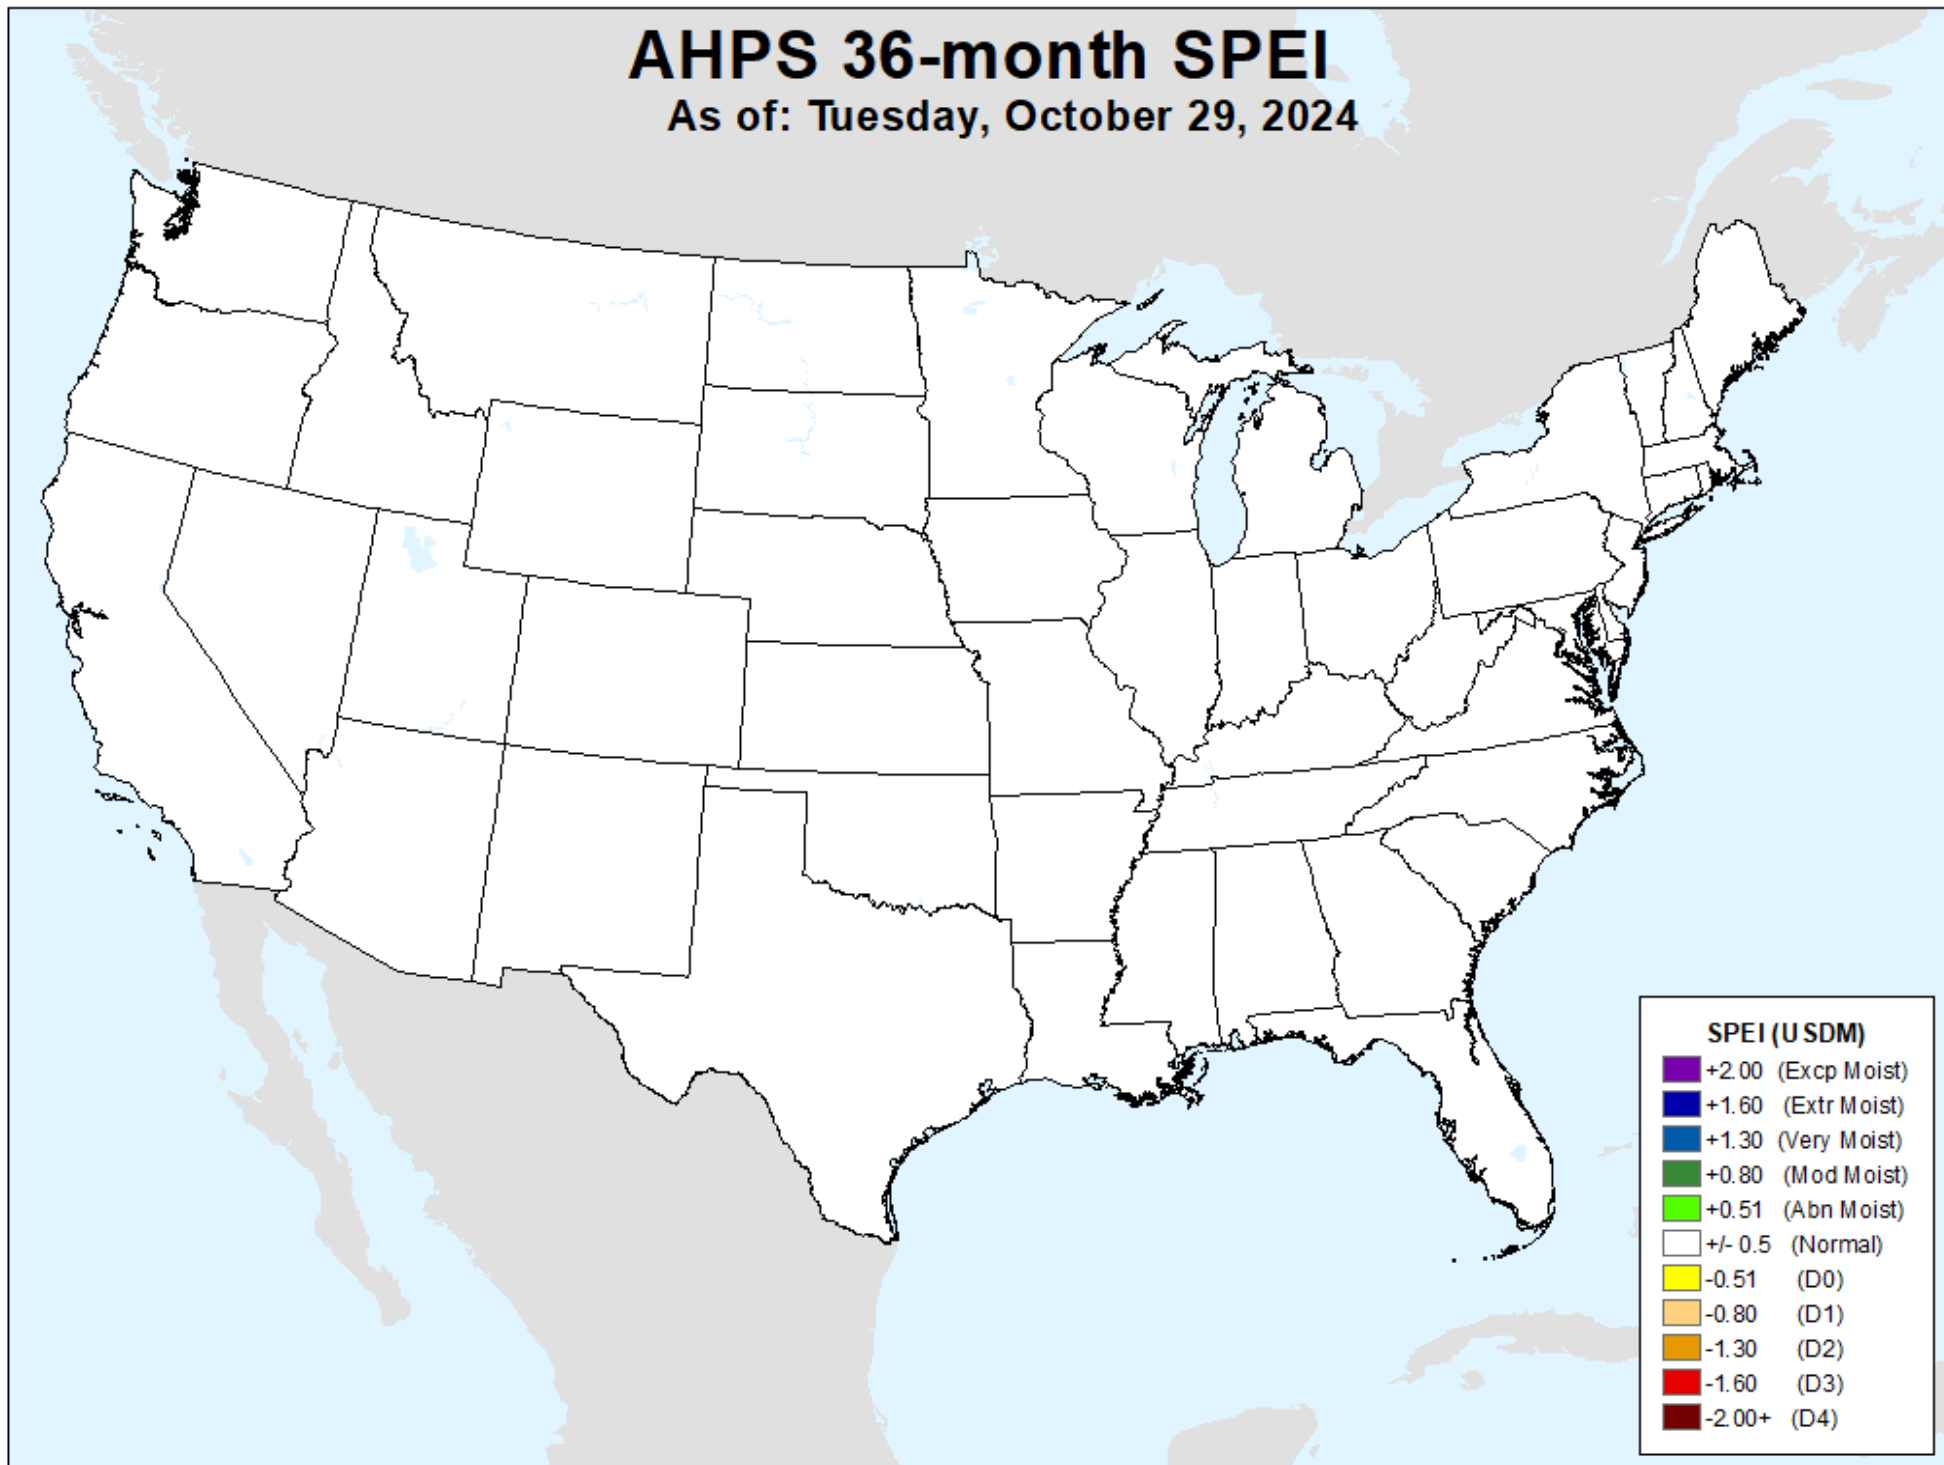 AHPS 36-month SPEI
As of: Tuesday, October 29, 2024
SPEI (USDM)
+2.00 (Excp Moist)
+1.60 (Extr Moist)
+1.30 (Very Moist)
+0.80 (Mod Moist)
+0.51 (Abn Moist)
+/- 0.5 (Normal)
-0.51 (D0)
-0.80 (D1)
-1.30 (D2)
-1.60 (D3)
-2.00+ (D4)